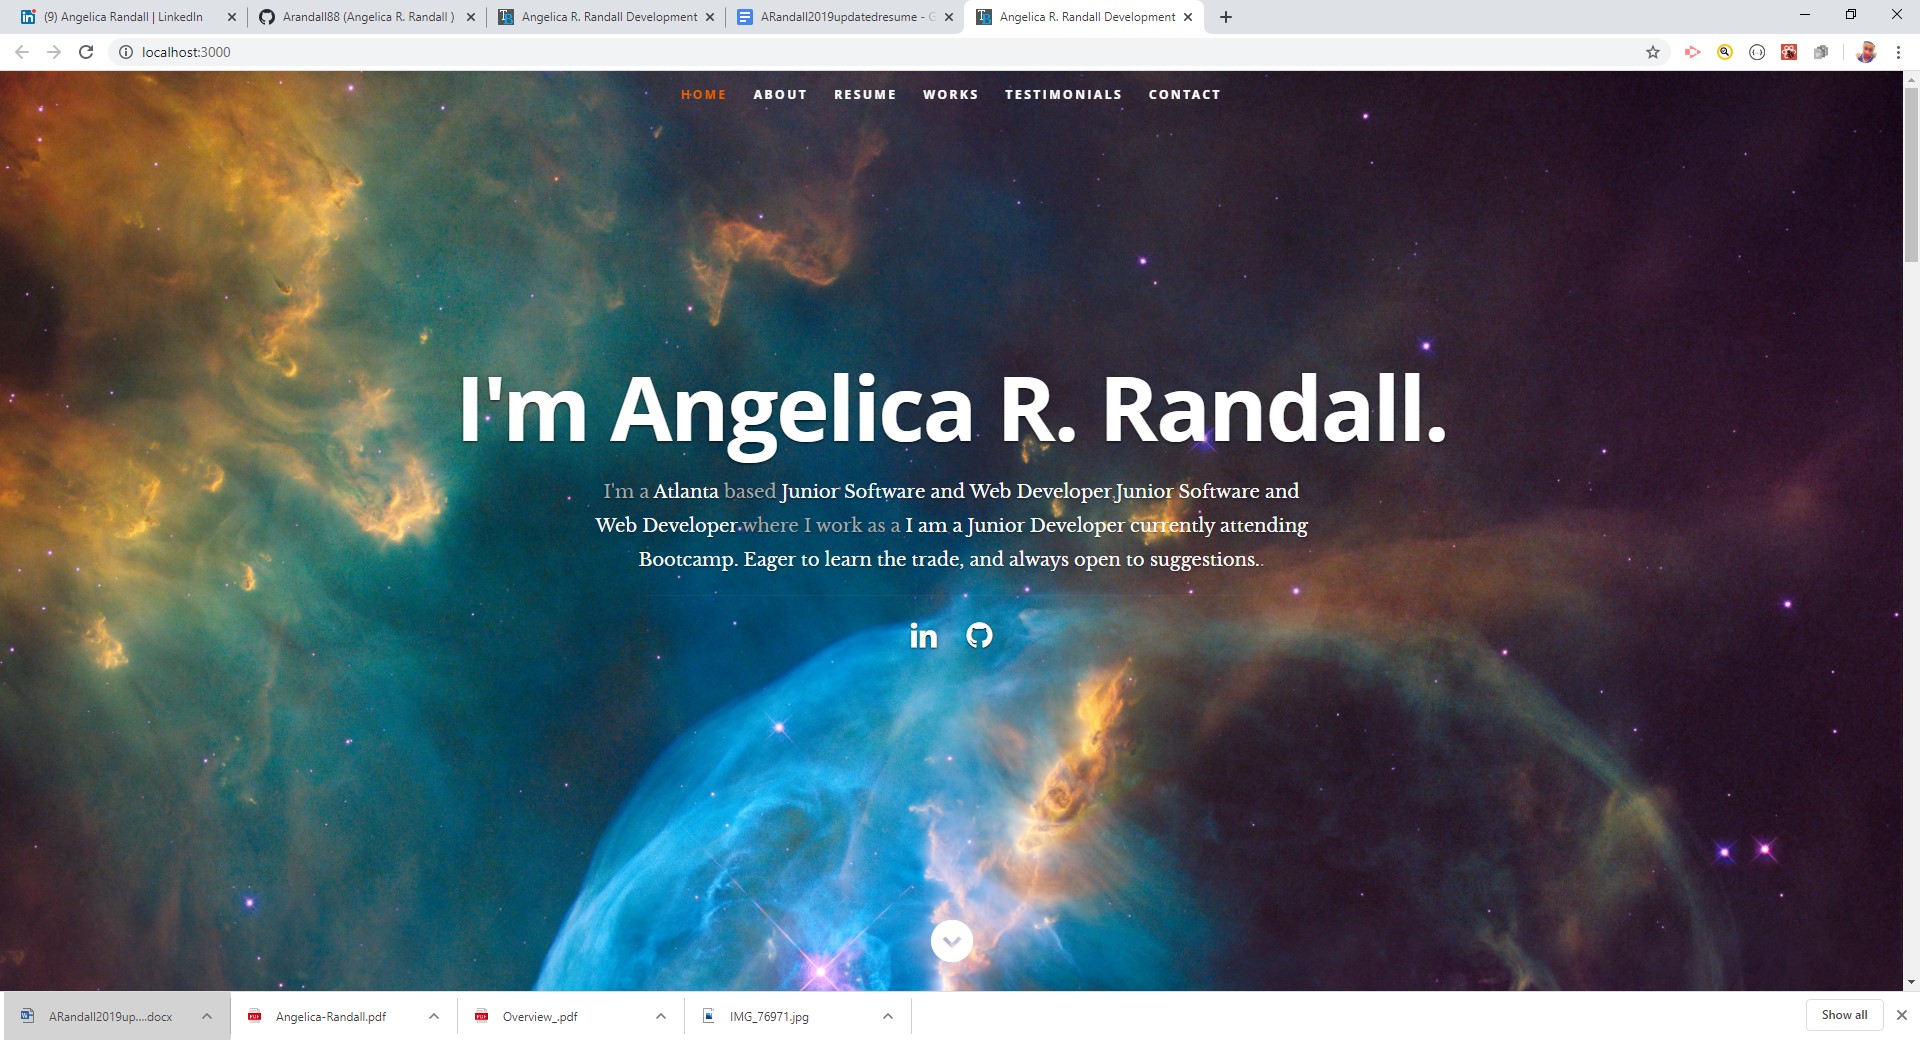 (9) Angelica Randall | LinkedIn
Arandall88 (Angelica R. Randall )
Angelica R. Randall Development
ARandall2019updatedresume - G
Angelica R. Randall Development
localhost:3000
HOME ABOUT RESUME WORKS TESTIMONIALS CONTACT
I'm Angelica R. Randall.
I'm a Atlanta based Junior Software and Web Developer.Junior Software and
Web Developer.where I work as a I am a Junior Developer currently attending
Bootcamp. Eager to learn the trade, and always open to suggestions..
in
ARandall2019up....docx
Angelica-Randall.pdf
Overview_.pdf
IMG_76971.jpg
Show all